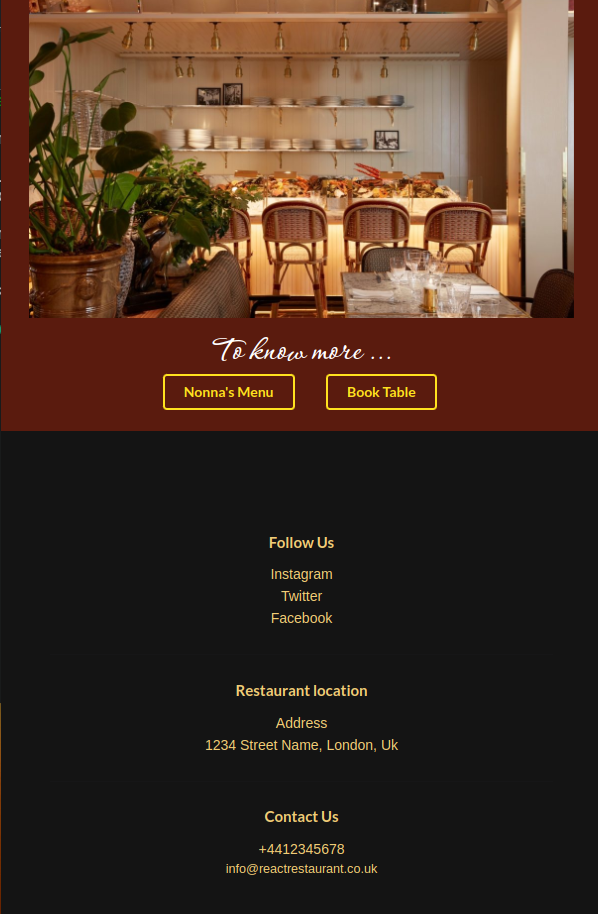 To know more ...
Nonna's Menu
Book Table
Follow Us
Instagram
Twitter
Facebook
Restaurant location
Address
1234 Street Name, London, Uk
Contact Us
+4412345678
info@reactrestaurant.co.uk